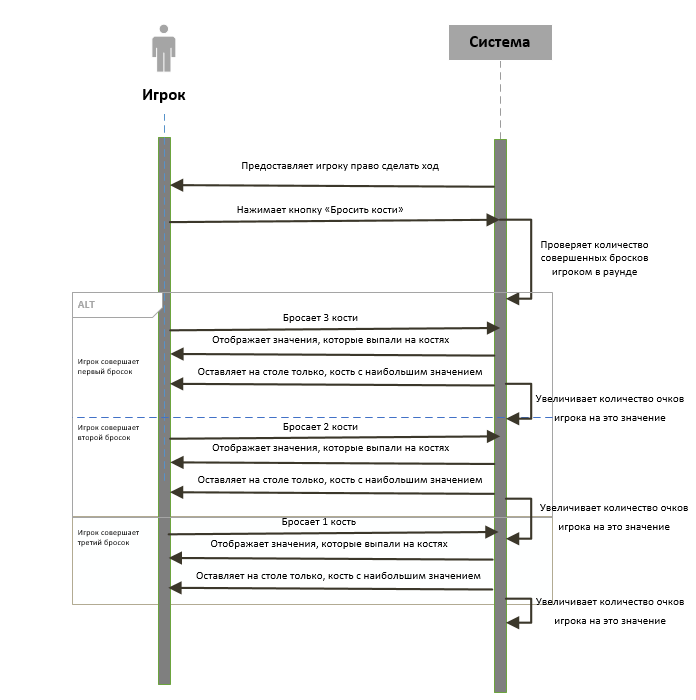 Система
Игрок
Предоставляет игроку право сделать ход
Нажимает кнопку «Бросить кости»
Проверяет количество
совершенных бросков
игроком в раунде
ALT
Бросает 3 кости
Отображает значения, которые выпали на костях
Игрок совершает
первый бросок
Оставляет на столе только, кость с наибольшим значением
Увеличивает количество очков
игрока на это значение
Игрок совершает
второй бросок
Бросает 2 кости
Отображает значения, которые выпали на костях
Оставляет на столе только, кость с наибольшим значением
Увеличивает количество очков
игрока на это значение
Игрок совершает
третий бросок
Бросает 1 кость
Отображает значения, которые выпали на костях
Оставляет на столе только, кость с наибольшим значением
Увеличивает количество очков
игрока на это значение